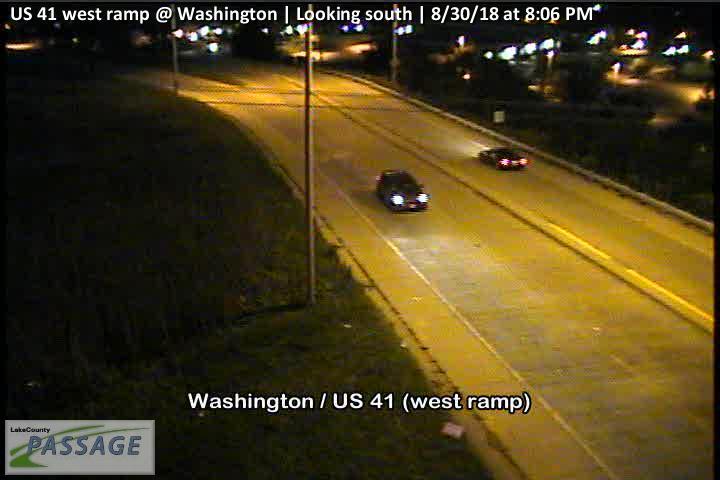 US 41 west ramp @ Washington | Looking south | 8/30/18 at 8:06 PM
Washington / US 41 (west ramp)
LakeCounty
PASSAGE